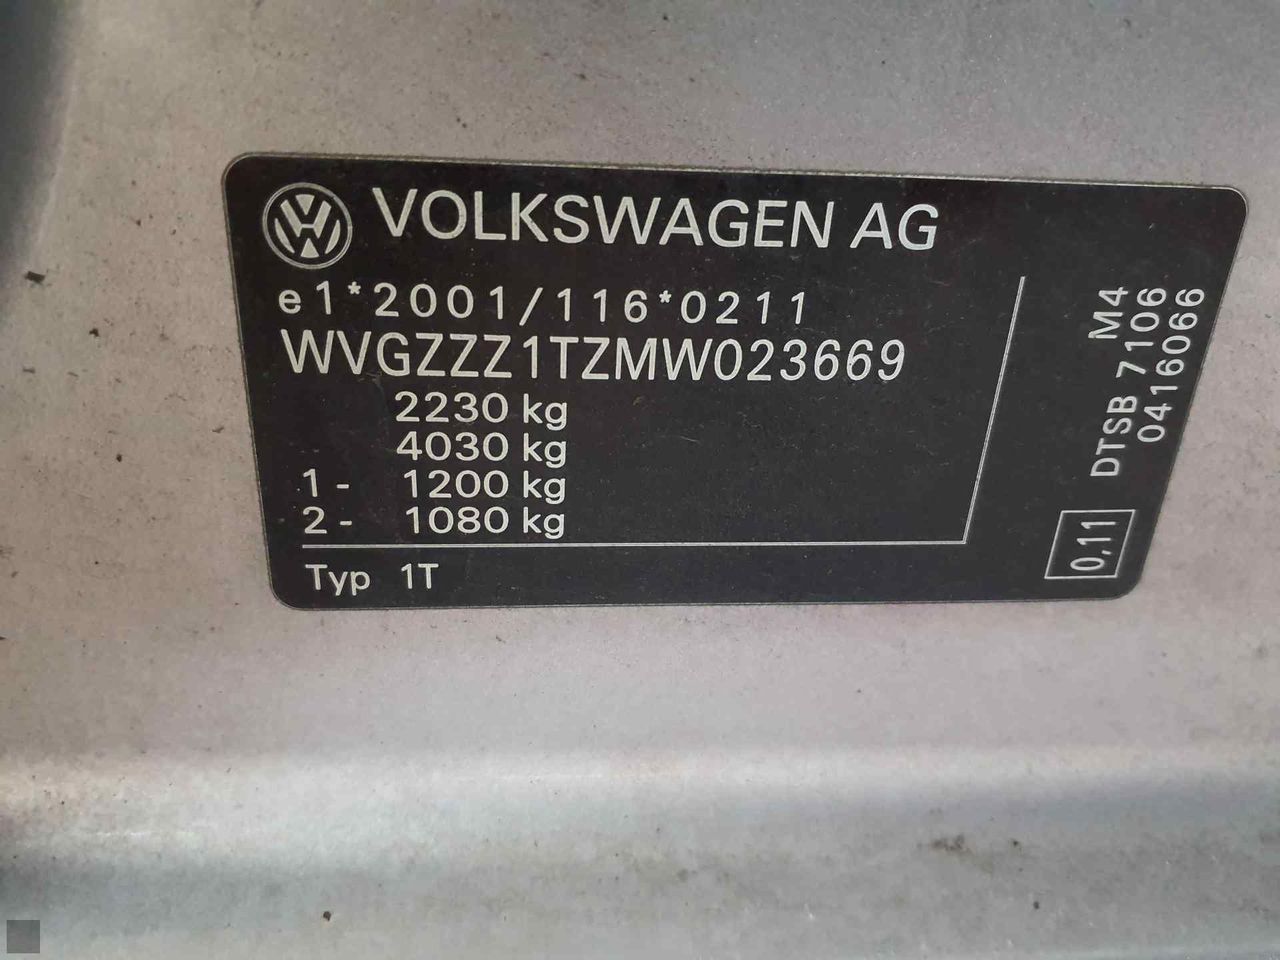 VOLKSWAGEN AG
e1*2001/116*0211
WVGZZZ1TZMW023669
2230 kg
4030 kg
1- 1200 kg
2- 1080 kg
Typ 1T
M4
DTSB 7106
04160066
0,11